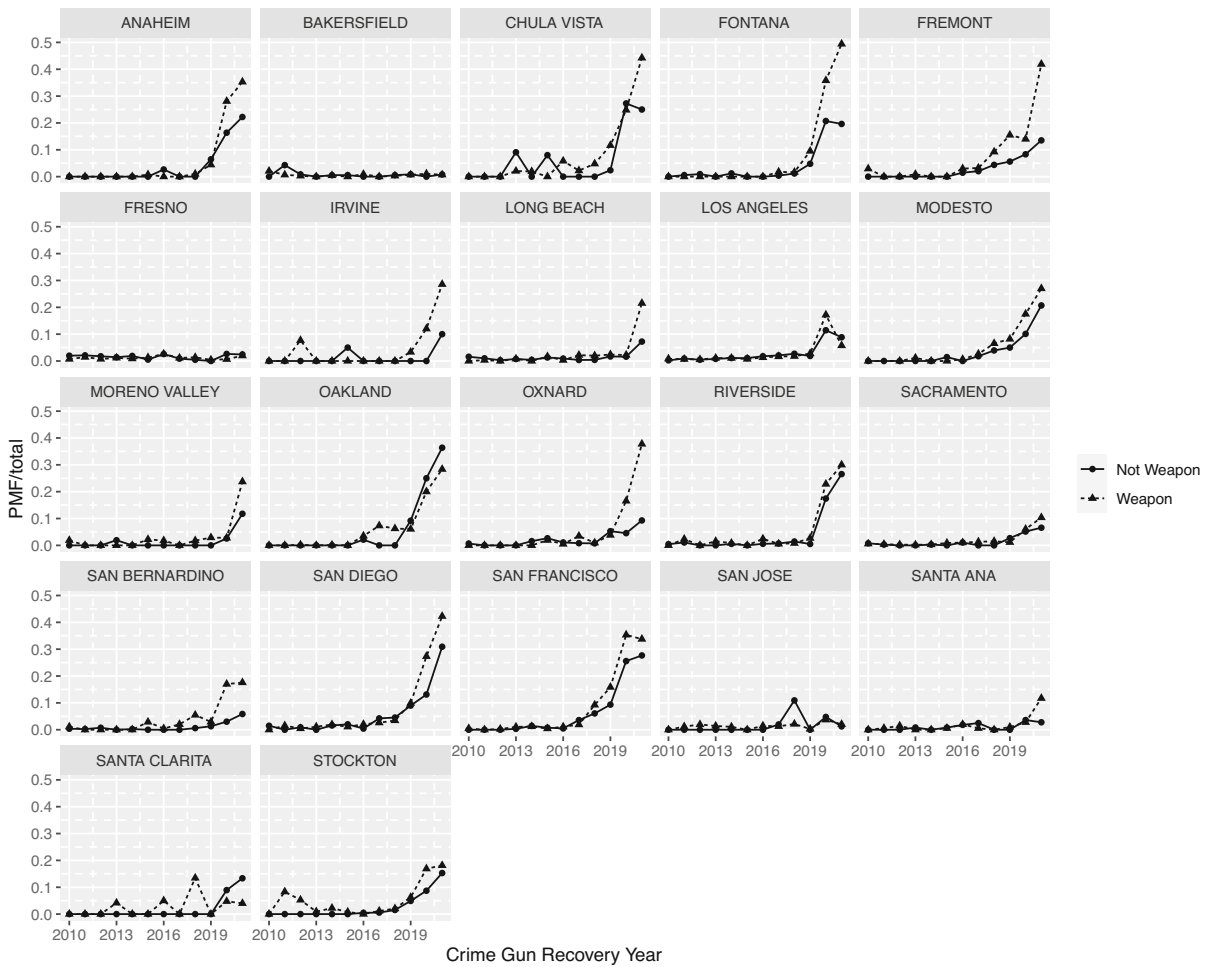 ANAHEIM BAKERSFIELD CHULA VISTA FONTANA FREMONT
0.5
0.4
0.3
0.2
0.1
0.0
FRESNO IRVINE LONG BEACH LOS ANGELES MODESTO
0.5
0.4
0.3
0.2
0.1
0.0
MORENO VALLEY OAKLAND OXNARD RIVERSIDE SACRAMENTO
0.5
0.4
0.3
0.2
0.1
0.0
PMF/total
Not Weapon
Weapon
SAN BERNARDINO SAN DIEGO SAN FRANCISCO SAN JOSE SANTA ANA
0.5
0.4
0.3
0.2
0.1
0.0
2010 2013 2016 2019 2010 2013 2016 2019 2010 2013 2016 2019
SANTA CLARITA STOCKTON
0.5
0.4
0.3
0.2
0.1
0.0
2010 2013 2016 2019 2010 2013 2016 2019
Crime Gun Recovery Year